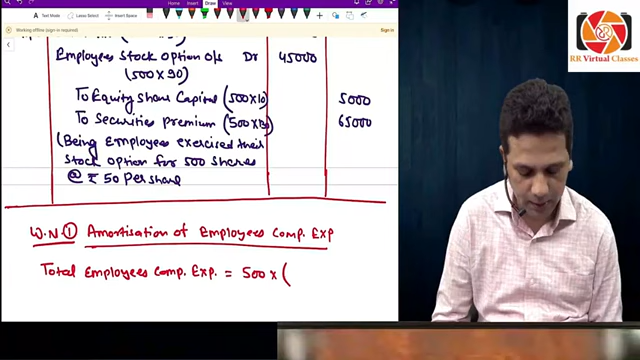 File Home Insert Draw View
Text Mode
Lasso Select
Insert Space
Working offline (sign in required)
Sign in
Employees Stock Option O/s Dr 45000
(500×90)
To Equity Share Capital (500×10) 5000
To Securities premium (500×130) 65000
(Being Employees exercised their
Stock option for 500 Shares
@ ₹ 50 Per share
W.N ① Amortisation of Employees Comp. Exp
Total Employees Comp. Exp. = 500 × (
RR Virtual Classes